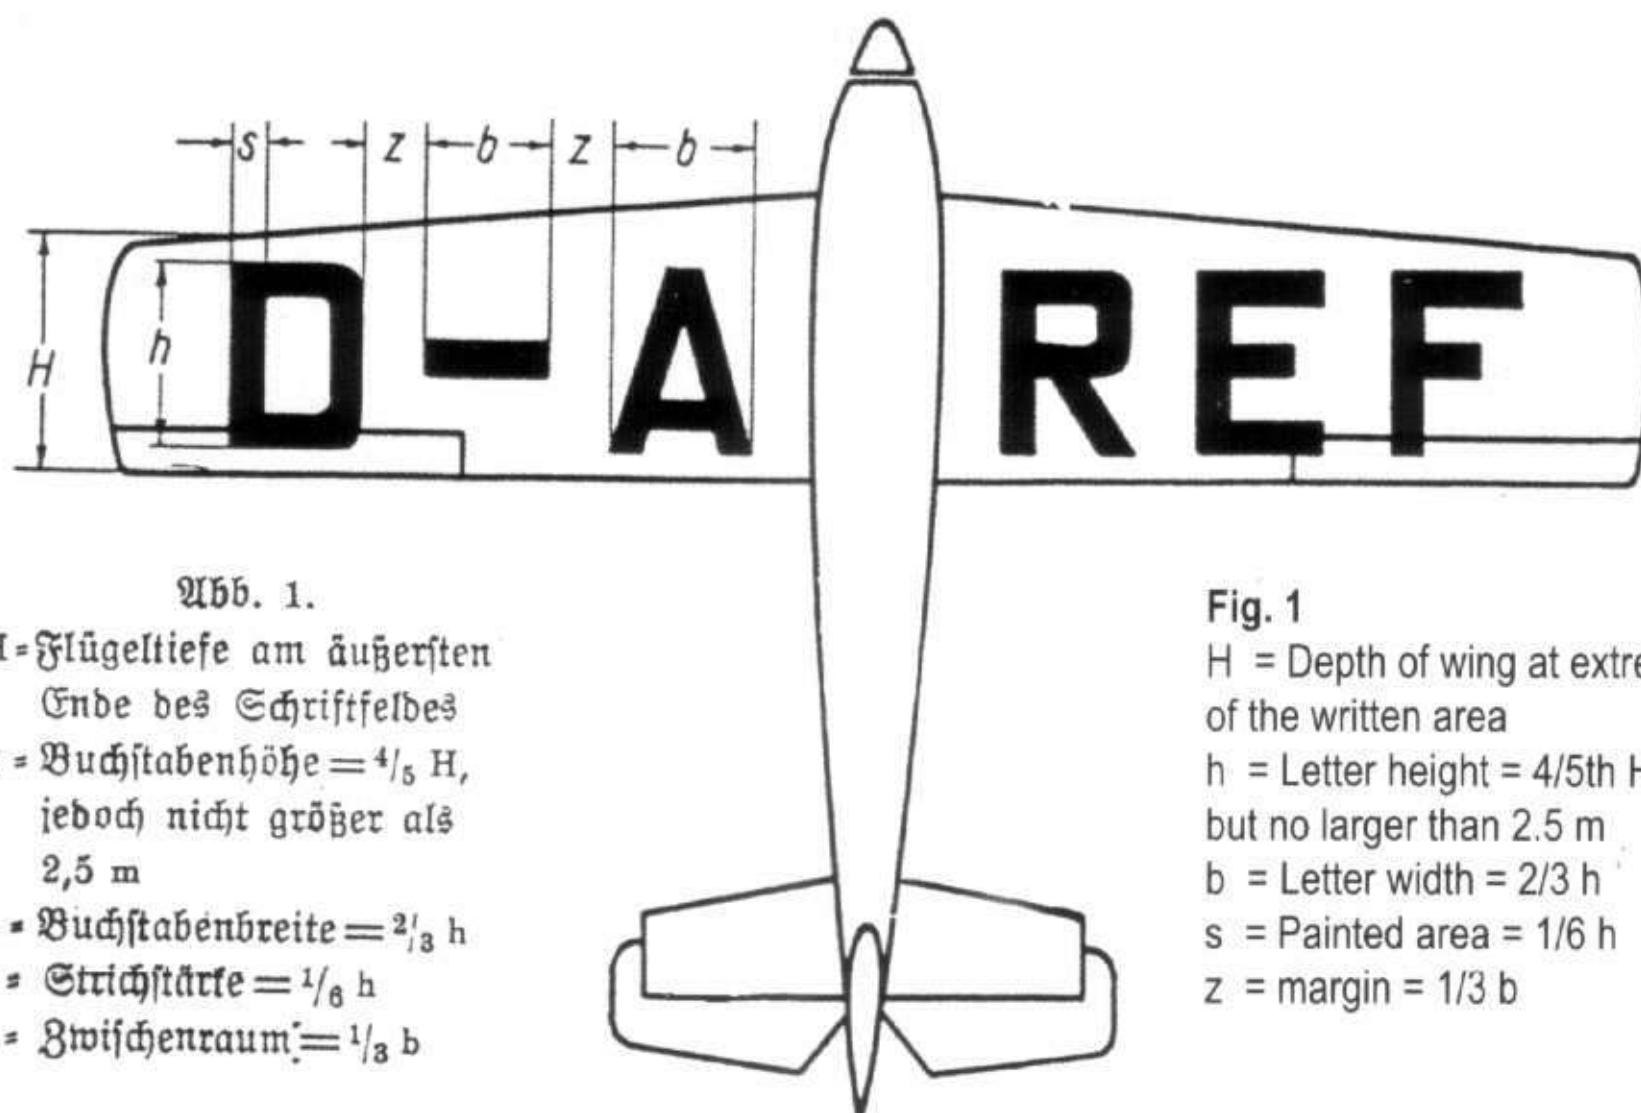 s z b z b
H h
D-A REF
Abb. 1.
=Flügeltiefe am äußersten
Ende des Schriftfeldes
= Buchstabenhöhe = 4/5 H,
jedoch nicht größer als
2,5 m
= Buchstabenbreite = 2/3 h
= Strichstärke = 1/6 h
= Zwischenraum = 1/3 b
Fig. 1
H = Depth of wing at
of the written area
h = Letter height = 4/5th
but no larger than 2.5 m
b = Letter width = 2/3 h
s = Painted area = 1/6 h
z = margin = 1/3 b